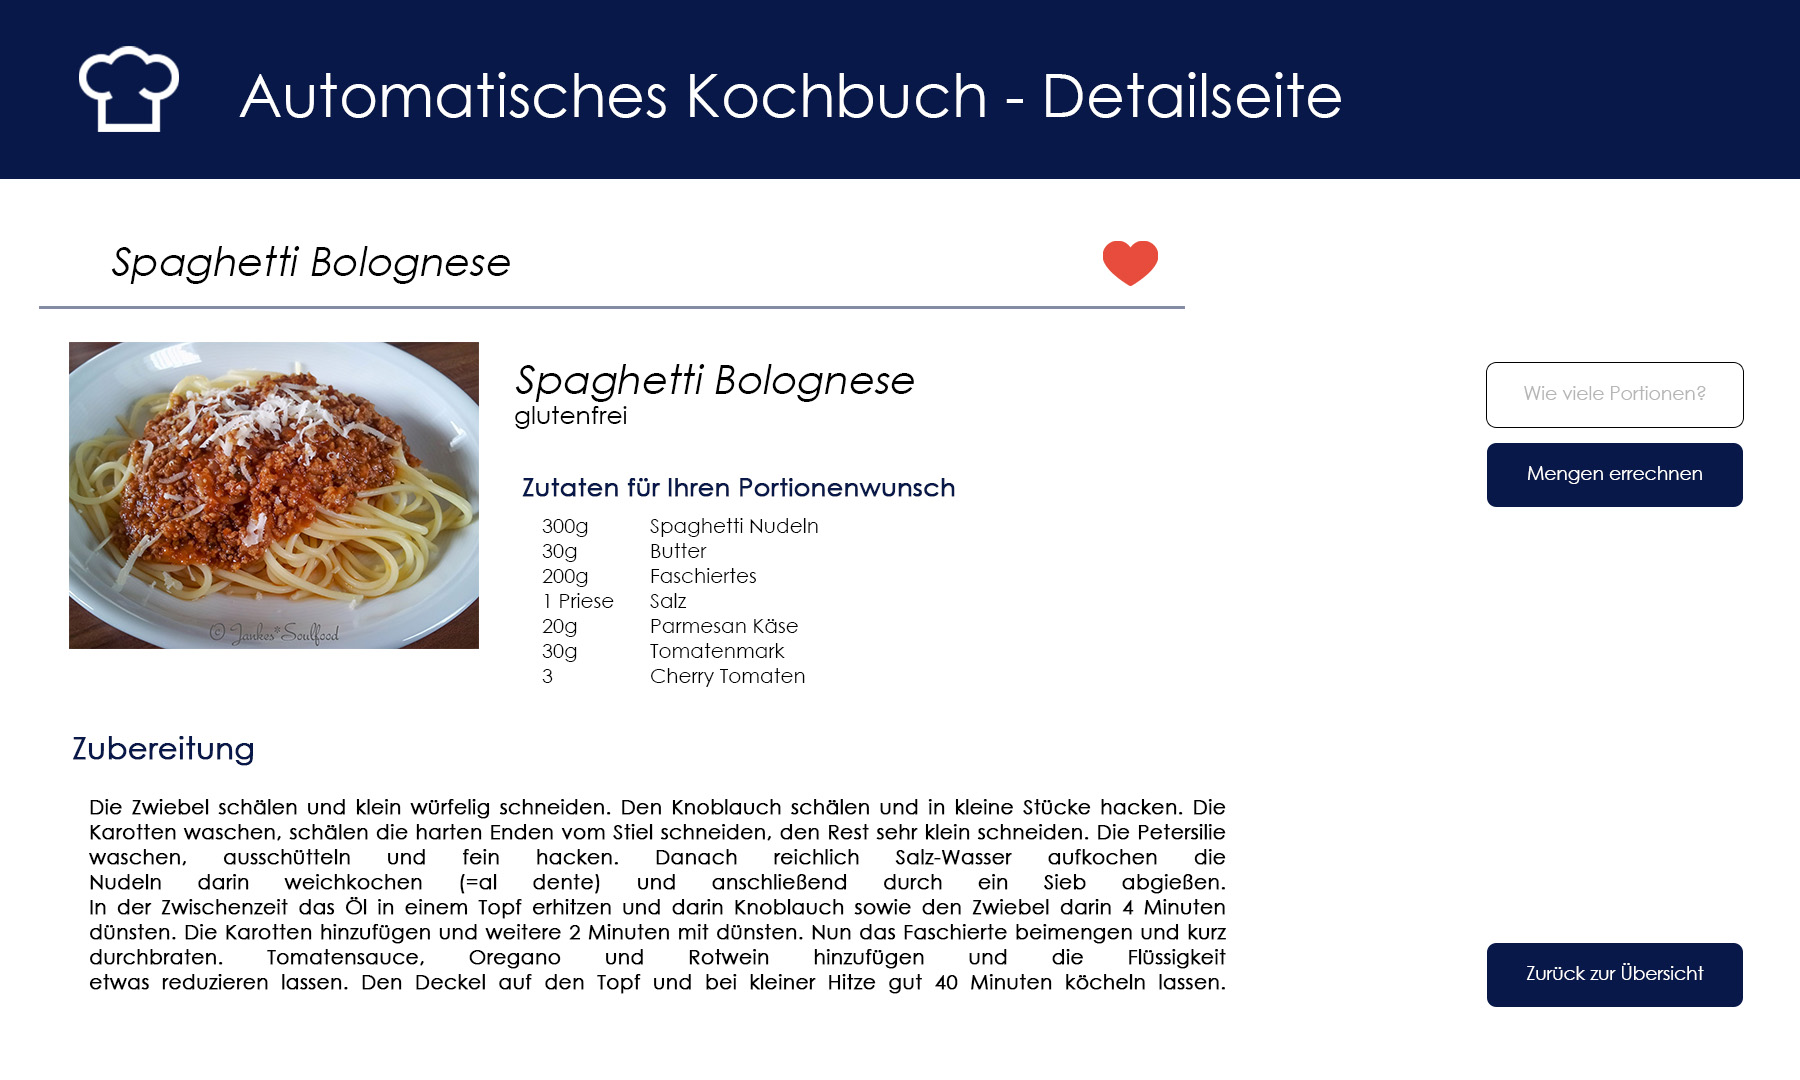 Automatisches Kochbuch - Detailseite
Spaghetti Bolognese
© Jankes*Soulfood
Spaghetti Bolognese
glutenfrei
Zutaten für Ihren Portionenwunsch
300g Spaghetti Nudeln
30g Butter
200g Faschiertes
1 Priese Salz
20g Parmesan Käse
30g Tomatenmark
3 Cherry Tomaten
Wie viele Portionen?
Mengen errechnen
Zubereitung
Die Zwiebel schälen und klein würfelig schneiden. Den Knoblauch schälen und in kleine Stücke hacken. Die
Karotten waschen, schälen die harten Enden vom Stiel schneiden, den Rest sehr klein schneiden. Die Petersilie
waschen, ausschütteln und fein hacken. Danach reichlich Salz-Wasser aufkochen die
Nudeln darin weichkochen (=al dente) und anschließend durch ein Sieb abgießen.
In der Zwischenzeit das Öl in einem Topf erhitzen und darin Knoblauch sowie den Zwiebel darin 4 Minuten
dünsten. Die Karotten hinzufügen und weitere 2 Minuten mit dünsten. Nun das Faschierte beimengen und kurz
durchbraten. Tomatensauce, Oregano und Rotwein hinzufügen und die Flüssigkeit
etwas reduzieren lassen. Den Deckel auf den Topf und bei kleiner Hitze gut 40 Minuten köcheln lassen.
Zurück zur Übersicht